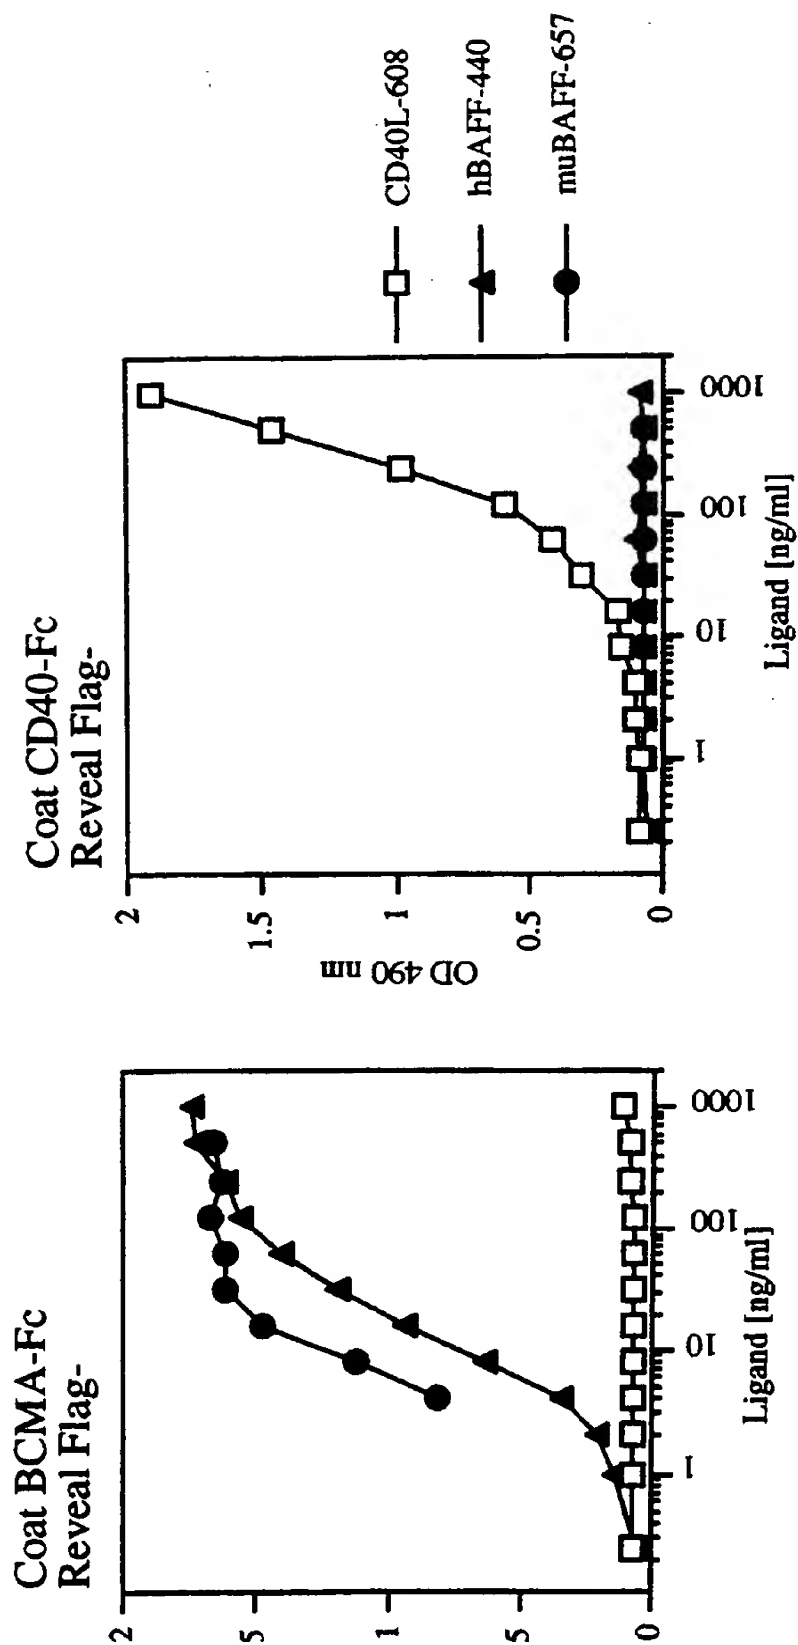 Coat BCMA-Fc
Reveal Flag-
2
5
5
0
1
10
100
1000
Ligand [ng/ml]
Coat CD40-Fc
Reveal Flag-
OD 490 nm
2
1.5
1
0.5
0
1
10
100
1000
Ligand [ng/ml]
CD40L-608
hBAFF-440
muBAFF-657